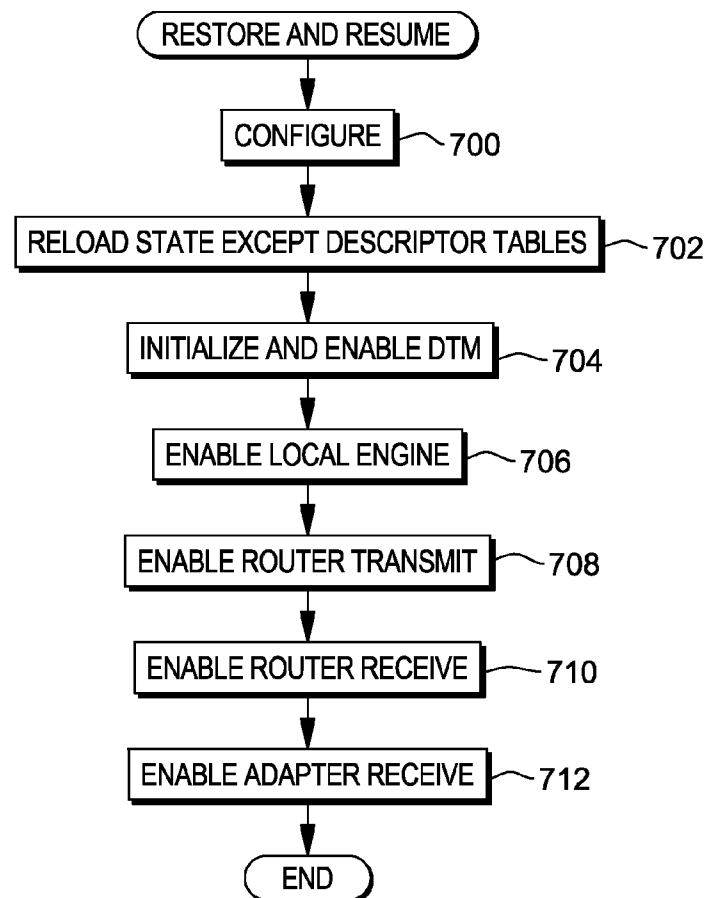 RESTORE AND RESUME
CONFIGURE
700
RELOAD STATE EXCEPT DESCRIPTOR TABLES
702
INITIALIZE AND ENABLE DTM
704
ENABLE LOCAL ENGINE
706
ENABLE ROUTER TRANSMIT
708
ENABLE ROUTER RECEIVE
710
ENABLE ADAPTER RECEIVE
712
END